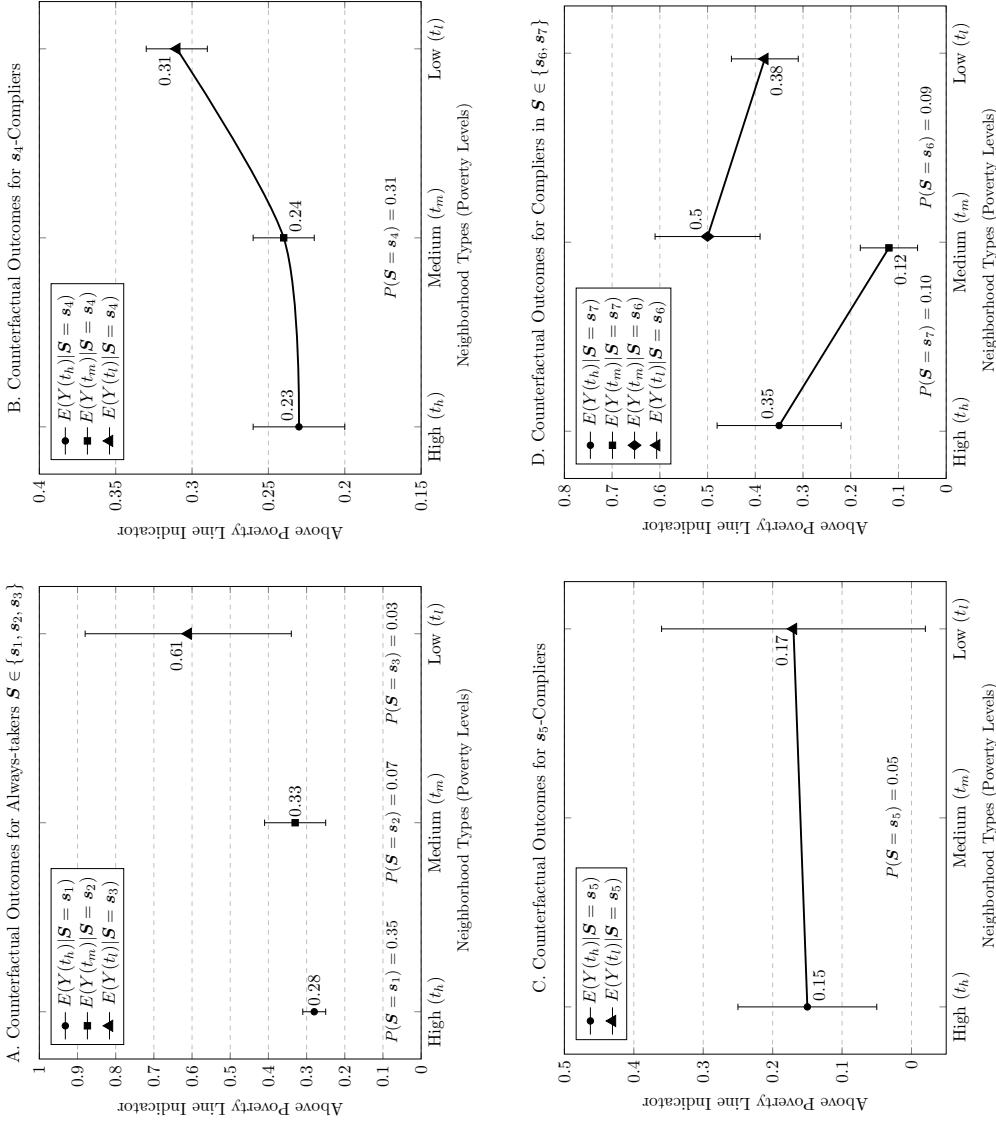 A. Counterfactual Outcomes for Always-takers S ∈ {s₁, s₂, s₃}
Above Poverty Line Indicator
1
0.9
0.8
0.7
0.6
0.5
0.4
0.3
0.2
0.1
0
E(Y(tₕ)|S = s₁)
E(Y(tₘ)|S = s₂)
E(Y(tₗ)|S = s₃)
0.28
0.33
0.61
P(S = s₁) = 0.35
P(S = s₂) = 0.07
P(S = s₃) = 0.03
High (tₕ)
Medium (tₘ)
Low (tₗ)
Neighborhood Types (Poverty Levels)
B. Counterfactual Outcomes for s₄-Compliers
Above Poverty Line Indicator
0.4
0.35
0.3
0.25
0.2
0.15
E(Y(tₕ)|S = s₄)
E(Y(tₘ)|S = s₄)
E(Y(tₗ)|S = s₄)
0.23
0.24
0.31
P(S = s₄) = 0.31
High (tₕ)
Medium (tₘ)
Low (tₗ)
Neighborhood Types (Poverty Levels)
C. Counterfactual Outcomes for s₅-Compliers
Above Poverty Line Indicator
0.5
0.4
0.3
0.2
0.1
0
E(Y(tₕ)|S = s₅)
E(Y(tₗ)|S = s₅)
0.15
0.17
P(S = s₅) = 0.05
High (tₕ)
Medium (tₘ)
Low (tₗ)
Neighborhood Types (Poverty Levels)
D. Counterfactual Outcomes for Compliers in S ∈ {s₆, s₇}
Above Poverty Line Indicator
0.8
0.7
0.6
0.5
0.4
0.3
0.2
0.1
0
E(Y(tₕ)|S = s₇)
E(Y(tₘ)|S = s₇)
E(Y(tₘ)|S = s₆)
E(Y(tₗ)|S = s₆)
0.35
0.12
0.5
0.38
P(S = s₇) = 0.10
P(S = s₆) = 0.09
High (tₕ)
Medium (tₘ)
Low (tₗ)
Neighborhood Types (Poverty Levels)